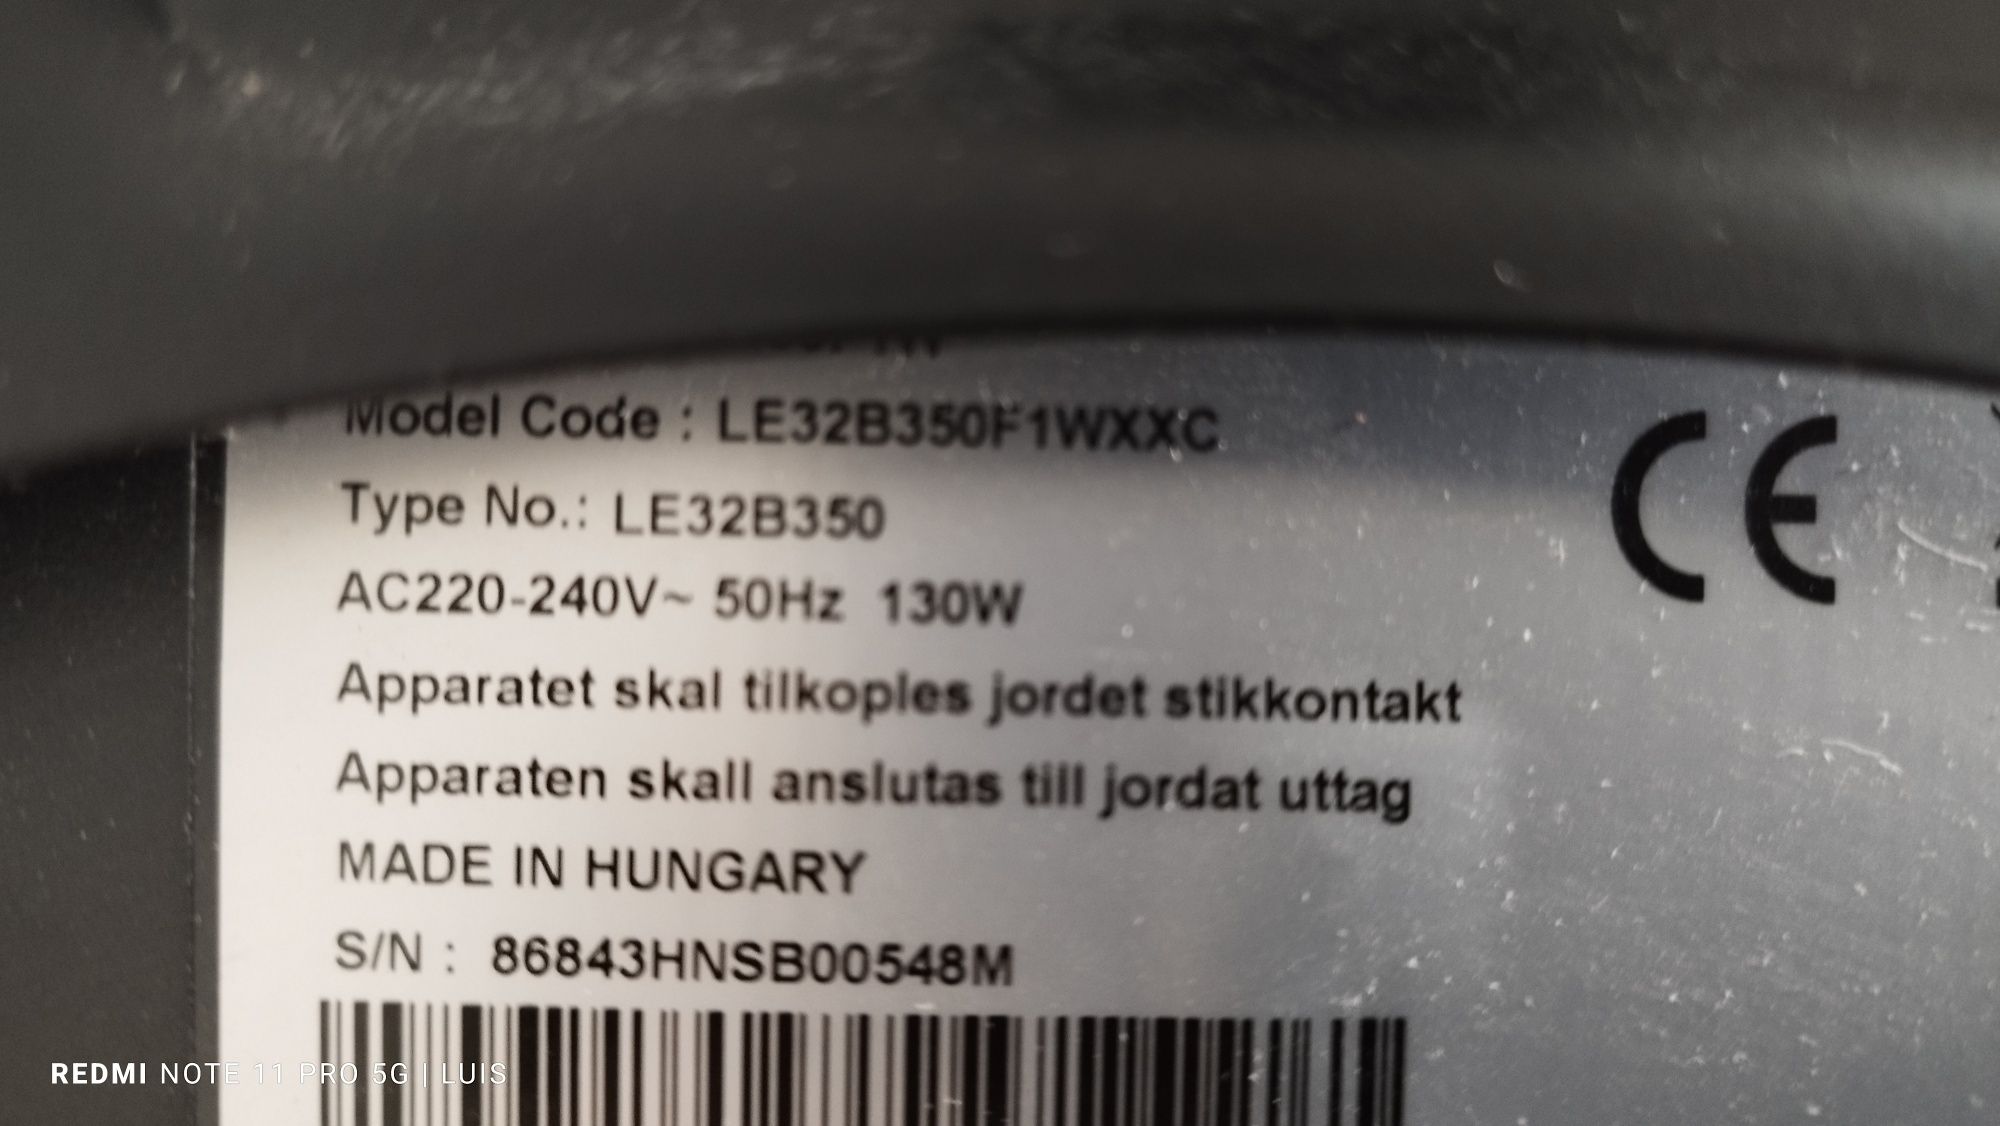 Model Code : LE32B350F1WXXC
Type No.: LE32B350
AC220-240V~ 50Hz 130W
Apparatet skal tilkoples jordet stikkontakt
Apparaten skall anslutas till jordat uttag
MADE IN HUNGARY
S/N : 86843HNSB00548M
CE
REDMI NOTE 11 PRO 5G | LUIS